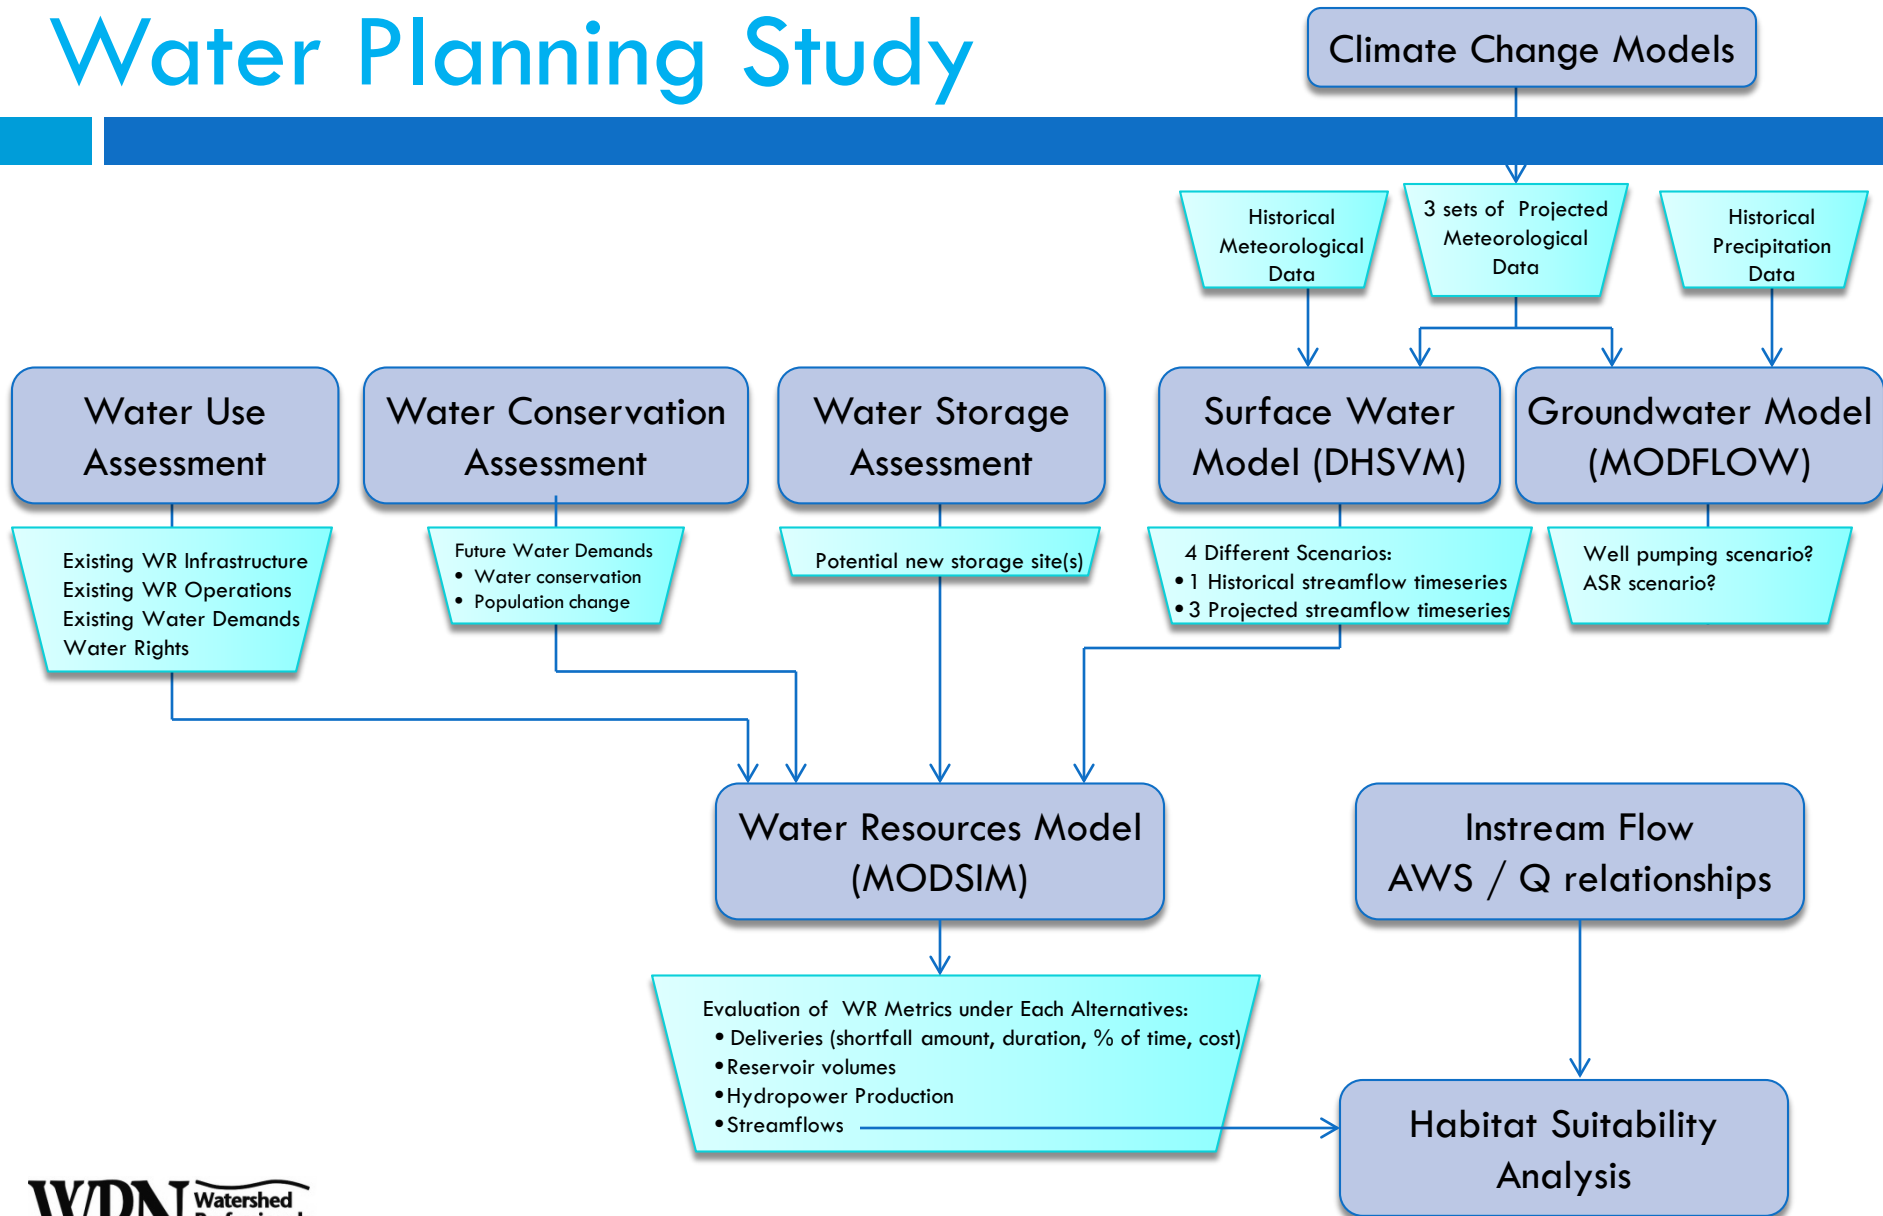 Water Planning Study
Climate Change Models
Historical
Meteorological
Data
3 sets of Projected
Meteorological
Data
Historical
Precipitation
Data
Water Use
Assessment
Water Conservation
Assessment
Water Storage
Assessment
Surface Water
Model (DHSVM)
Groundwater Model
(MODFLOW)
Existing WR Infrastructure
Existing WR Operations
Existing Water Demands
Water Rights
Future Water Demands
• Water conservation
• Population change
Potential new storage site(s)
4 Different Scenarios:
• 1 Historical streamflow timeseries
• 3 Projected streamflow timeseries
Well pumping scenario?
ASR scenario?
Water Resources Model
(MODSIM)
Instream Flow
AWS / Q relationships
Evaluation of WR Metrics under Each Alternatives:
• Deliveries (shortfall amount, duration, % of time, cost)
• Reservoir volumes
• Hydropower Production
• Streamflows
Habitat Suitability
Analysis
WPN
Watershed